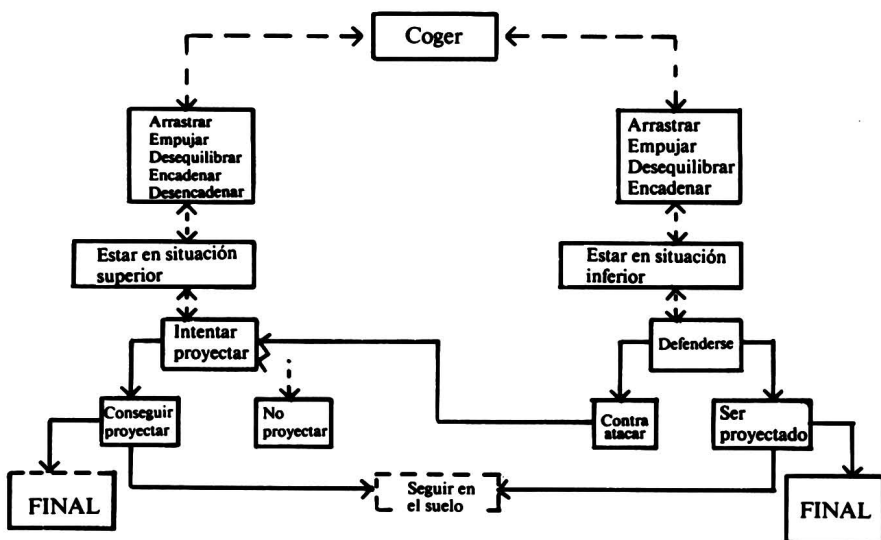 Coger
Arrastrar
Empujar
Desequilibrar
Encadenar
Desencadenar
Arrastrar
Empujar
Desequilibrar
Encadenar
Estar en situación
superior
Estar en situación
inferior
Intentar
proyectar
Defenderse
Conseguir
proyectar
No
proyectar
Contra
atacar
Ser
proyectado
FINAL
Seguir en
el suelo
FINAL